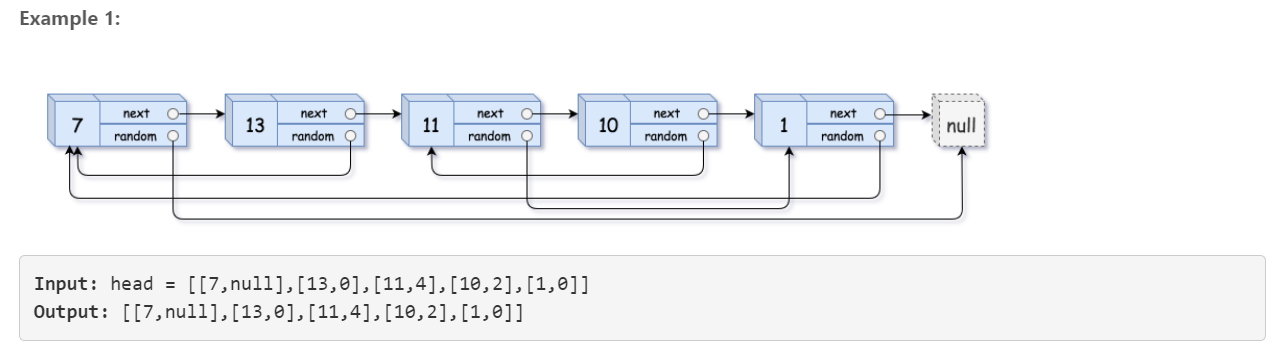 Example 1:
7 next random 13 next random 11 next random 10 next random 1 next random null
Input: head = [[7,null],[13,0],[11,4],[10,2],[1,0]]
Output: [[7,null],[13,0],[11,4],[10,2],[1,0]]